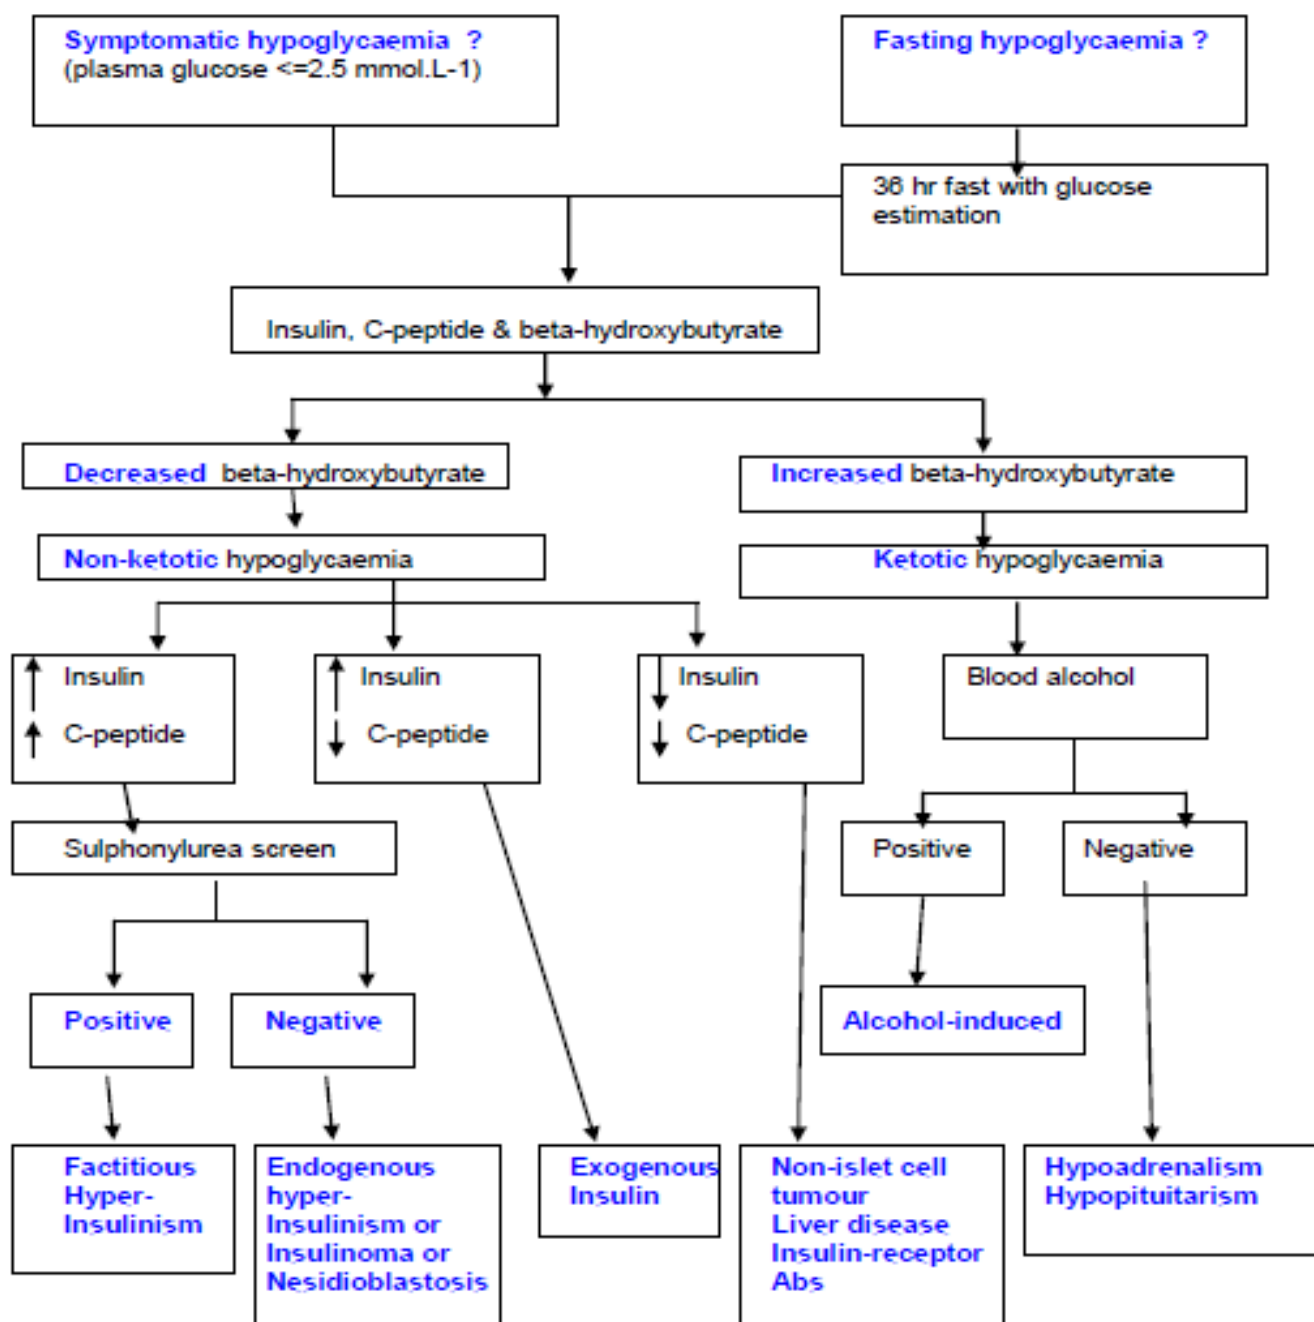 Symptomatic hypoglycaemia ?
(plasma glucose <=2.5 mmol.L-1)
Fasting hypoglycaemia ?
36 hr fast with glucose
estimation
Insulin, C-peptide & beta-hydroxybutyrate
Decreased beta-hydroxybutyrate
Increased beta-hydroxybutyrate
Non-ketotic hypoglycaemia
Ketotic hypoglycaemia
Insulin
C-peptide
Insulin
C-peptide
Insulin
C-peptide
Blood alcohol
Sulphonylurea screen
Positive
Negative
Positive
Negative
Alcohol-induced
Factitious
Hyper-
Insulinism
Endogenous
hyper-
Insulinism or
Insulinoma or
Nesidioblastosis
Exogenous
Insulin
Non-islet cell
tumour
Liver disease
Insulin-receptor
Abs
Hypoadrenalism
Hypopituitarism